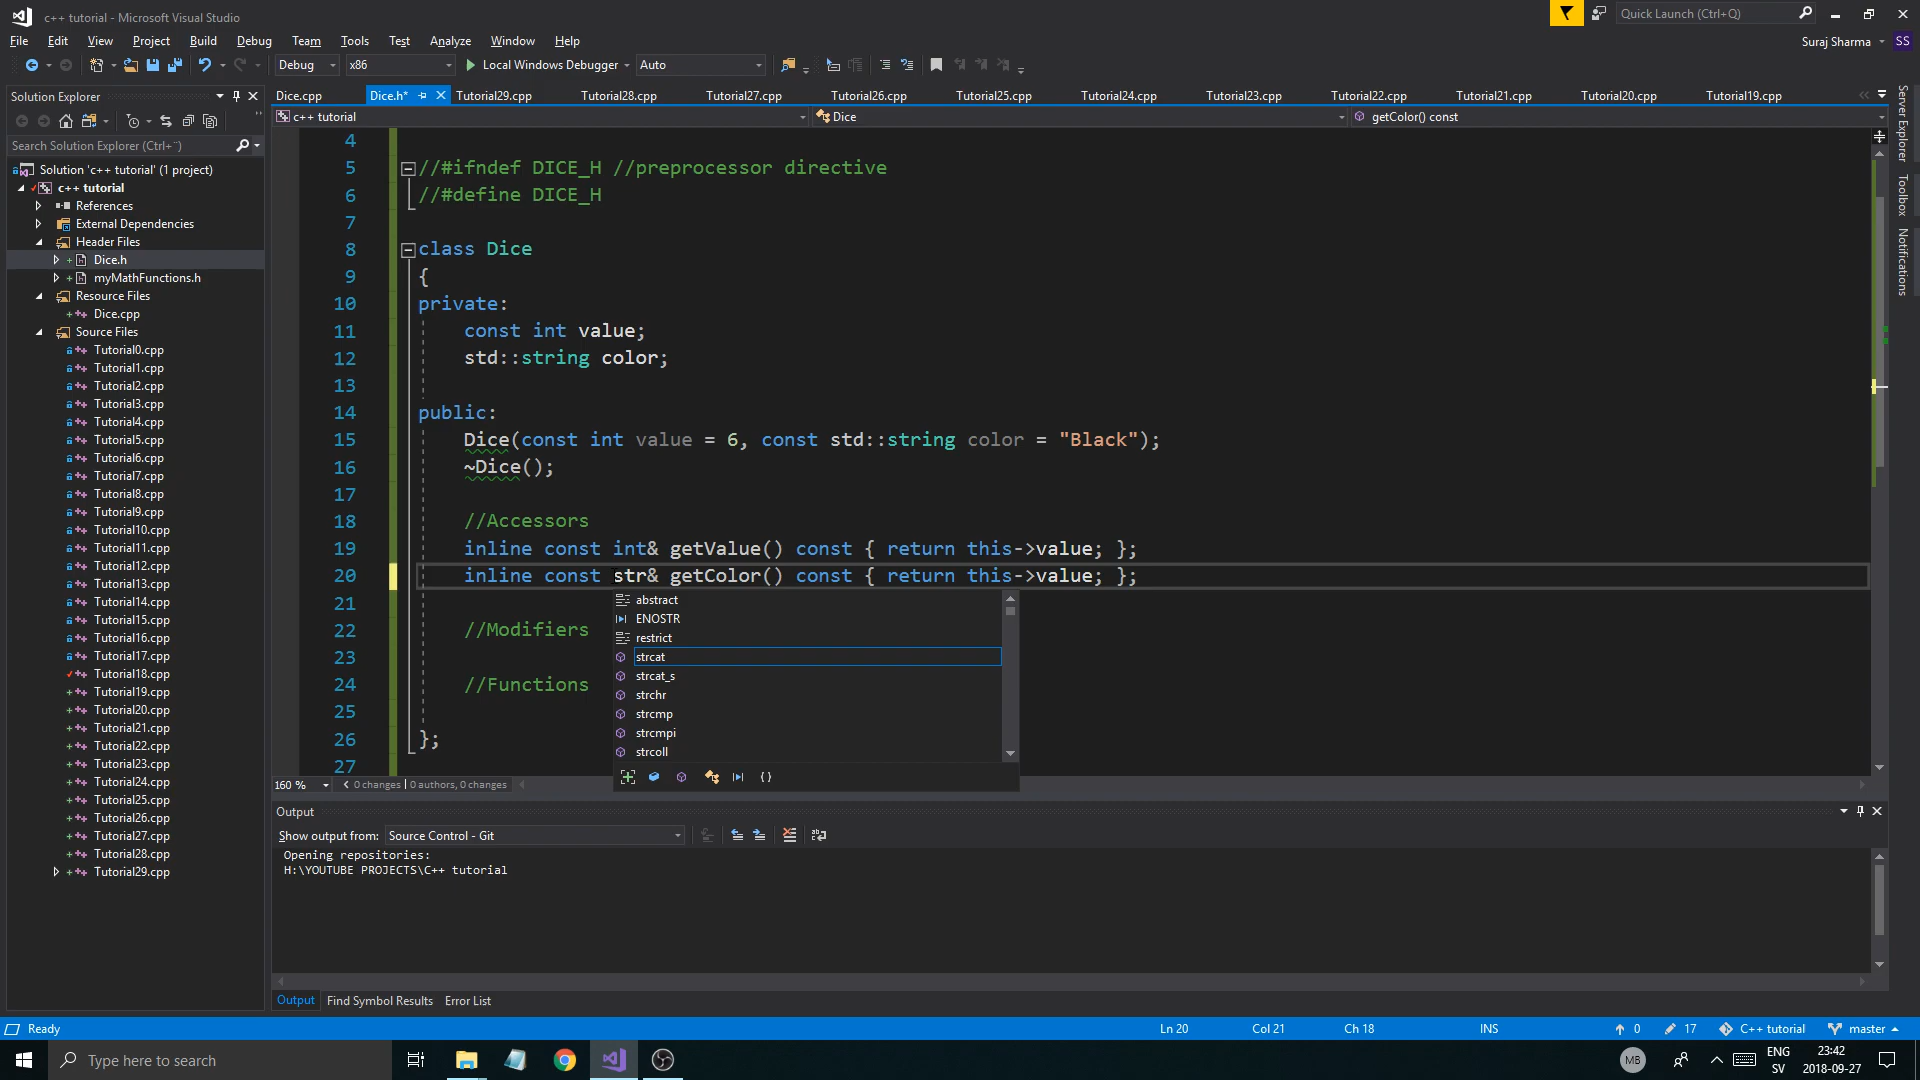 c++ tutorial - Microsoft Visual Studio
Quick Launch (Ctrl+Q)
File Edit View Project Build Debug Team Tools Test Analyze Window Help
Suraj Sharma SS
Debug x86 Local Windows Debugger Auto
Solution Explorer
Dice.cpp Dice.h* Tutorial29.cpp Tutorial28.cpp Tutorial27.cpp Tutorial26.cpp Tutorial25.cpp Tutorial24.cpp Tutorial23.cpp Tutorial22.cpp Tutorial21.cpp Tutorial20.cpp Tutorial19.cpp
c++ tutorial Dice getColor() const
Search Solution Explorer (Ctrl+¨)
Solution 'c++ tutorial' (1 project)
c++ tutorial
References
External Dependencies
Header Files
Dice.h
myMathFunctions.h
Resource Files
Dice.cpp
Source Files
Tutorial0.cpp
Tutorial1.cpp
Tutorial2.cpp
Tutorial3.cpp
Tutorial4.cpp
Tutorial5.cpp
Tutorial6.cpp
Tutorial7.cpp
Tutorial8.cpp
Tutorial9.cpp
Tutorial10.cpp
Tutorial11.cpp
Tutorial12.cpp
Tutorial13.cpp
Tutorial14.cpp
Tutorial15.cpp
Tutorial16.cpp
Tutorial17.cpp
Tutorial18.cpp
Tutorial19.cpp
Tutorial20.cpp
Tutorial21.cpp
Tutorial22.cpp
Tutorial23.cpp
Tutorial24.cpp
Tutorial25.cpp
Tutorial26.cpp
Tutorial27.cpp
Tutorial28.cpp
Tutorial29.cpp
4
5 //#ifndef DICE_H //preprocessor directive
6 //#define DICE_H
7
8 class Dice
9 {
10 private:
11 const int value;
12 std::string color;
13
14 public:
15 Dice(const int value = 6, const std::string color = "Black");
16 ~Dice();
17
18 //Accessors
19 inline const int& getValue() const { return this->value; };
20 inline const str& getColor() const { return this->value; };
21
22 //Modifiers
23
24 //Functions
25
26 };
27
abstract
ENOSTR
restrict
strcat
strcat_s
strchr
strcmp
strcmpi
strcoll
Server Explorer
Toolbox
Notifications
160 % 0 changes | 0 authors, 0 changes
Output
Show output from: Source Control - Git
Opening repositories:
H:\YOUTUBE PROJECTS\C++ tutorial
Output Find Symbol Results Error List
Ready Ln 20 Col 21 Ch 18 INS 0 17 C++ tutorial master
Type here to search
MB
ENG
SV
23:42
2018-09-27